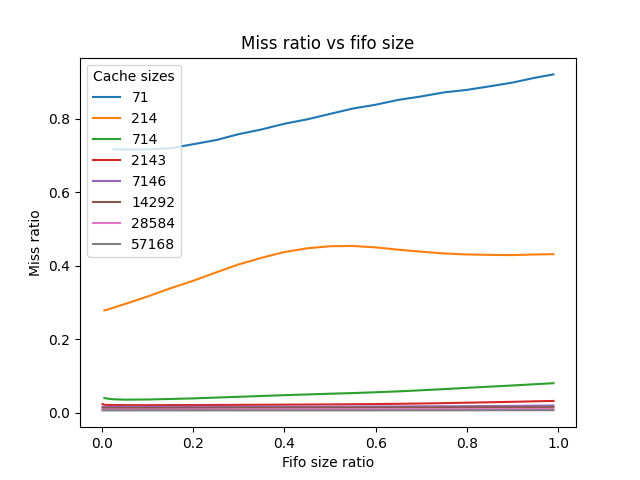 Miss ratio vs fifo size
Cache sizes
71
214
714
2143
7146
14292
28584
57168
Miss ratio
0.8
0.6
0.4
0.2
0.0
0.0 0.2 0.4 0.6 0.8 1.0
Fifo size ratio